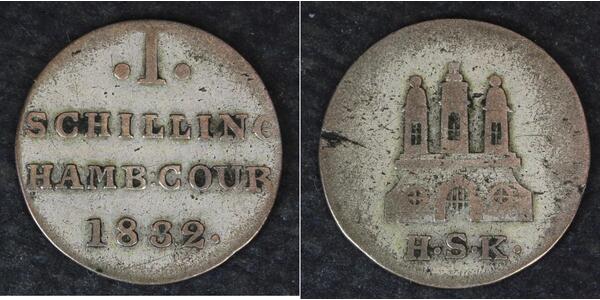 .I.
SCHILLING
HAMB.COUR
1832.
H.S.K.